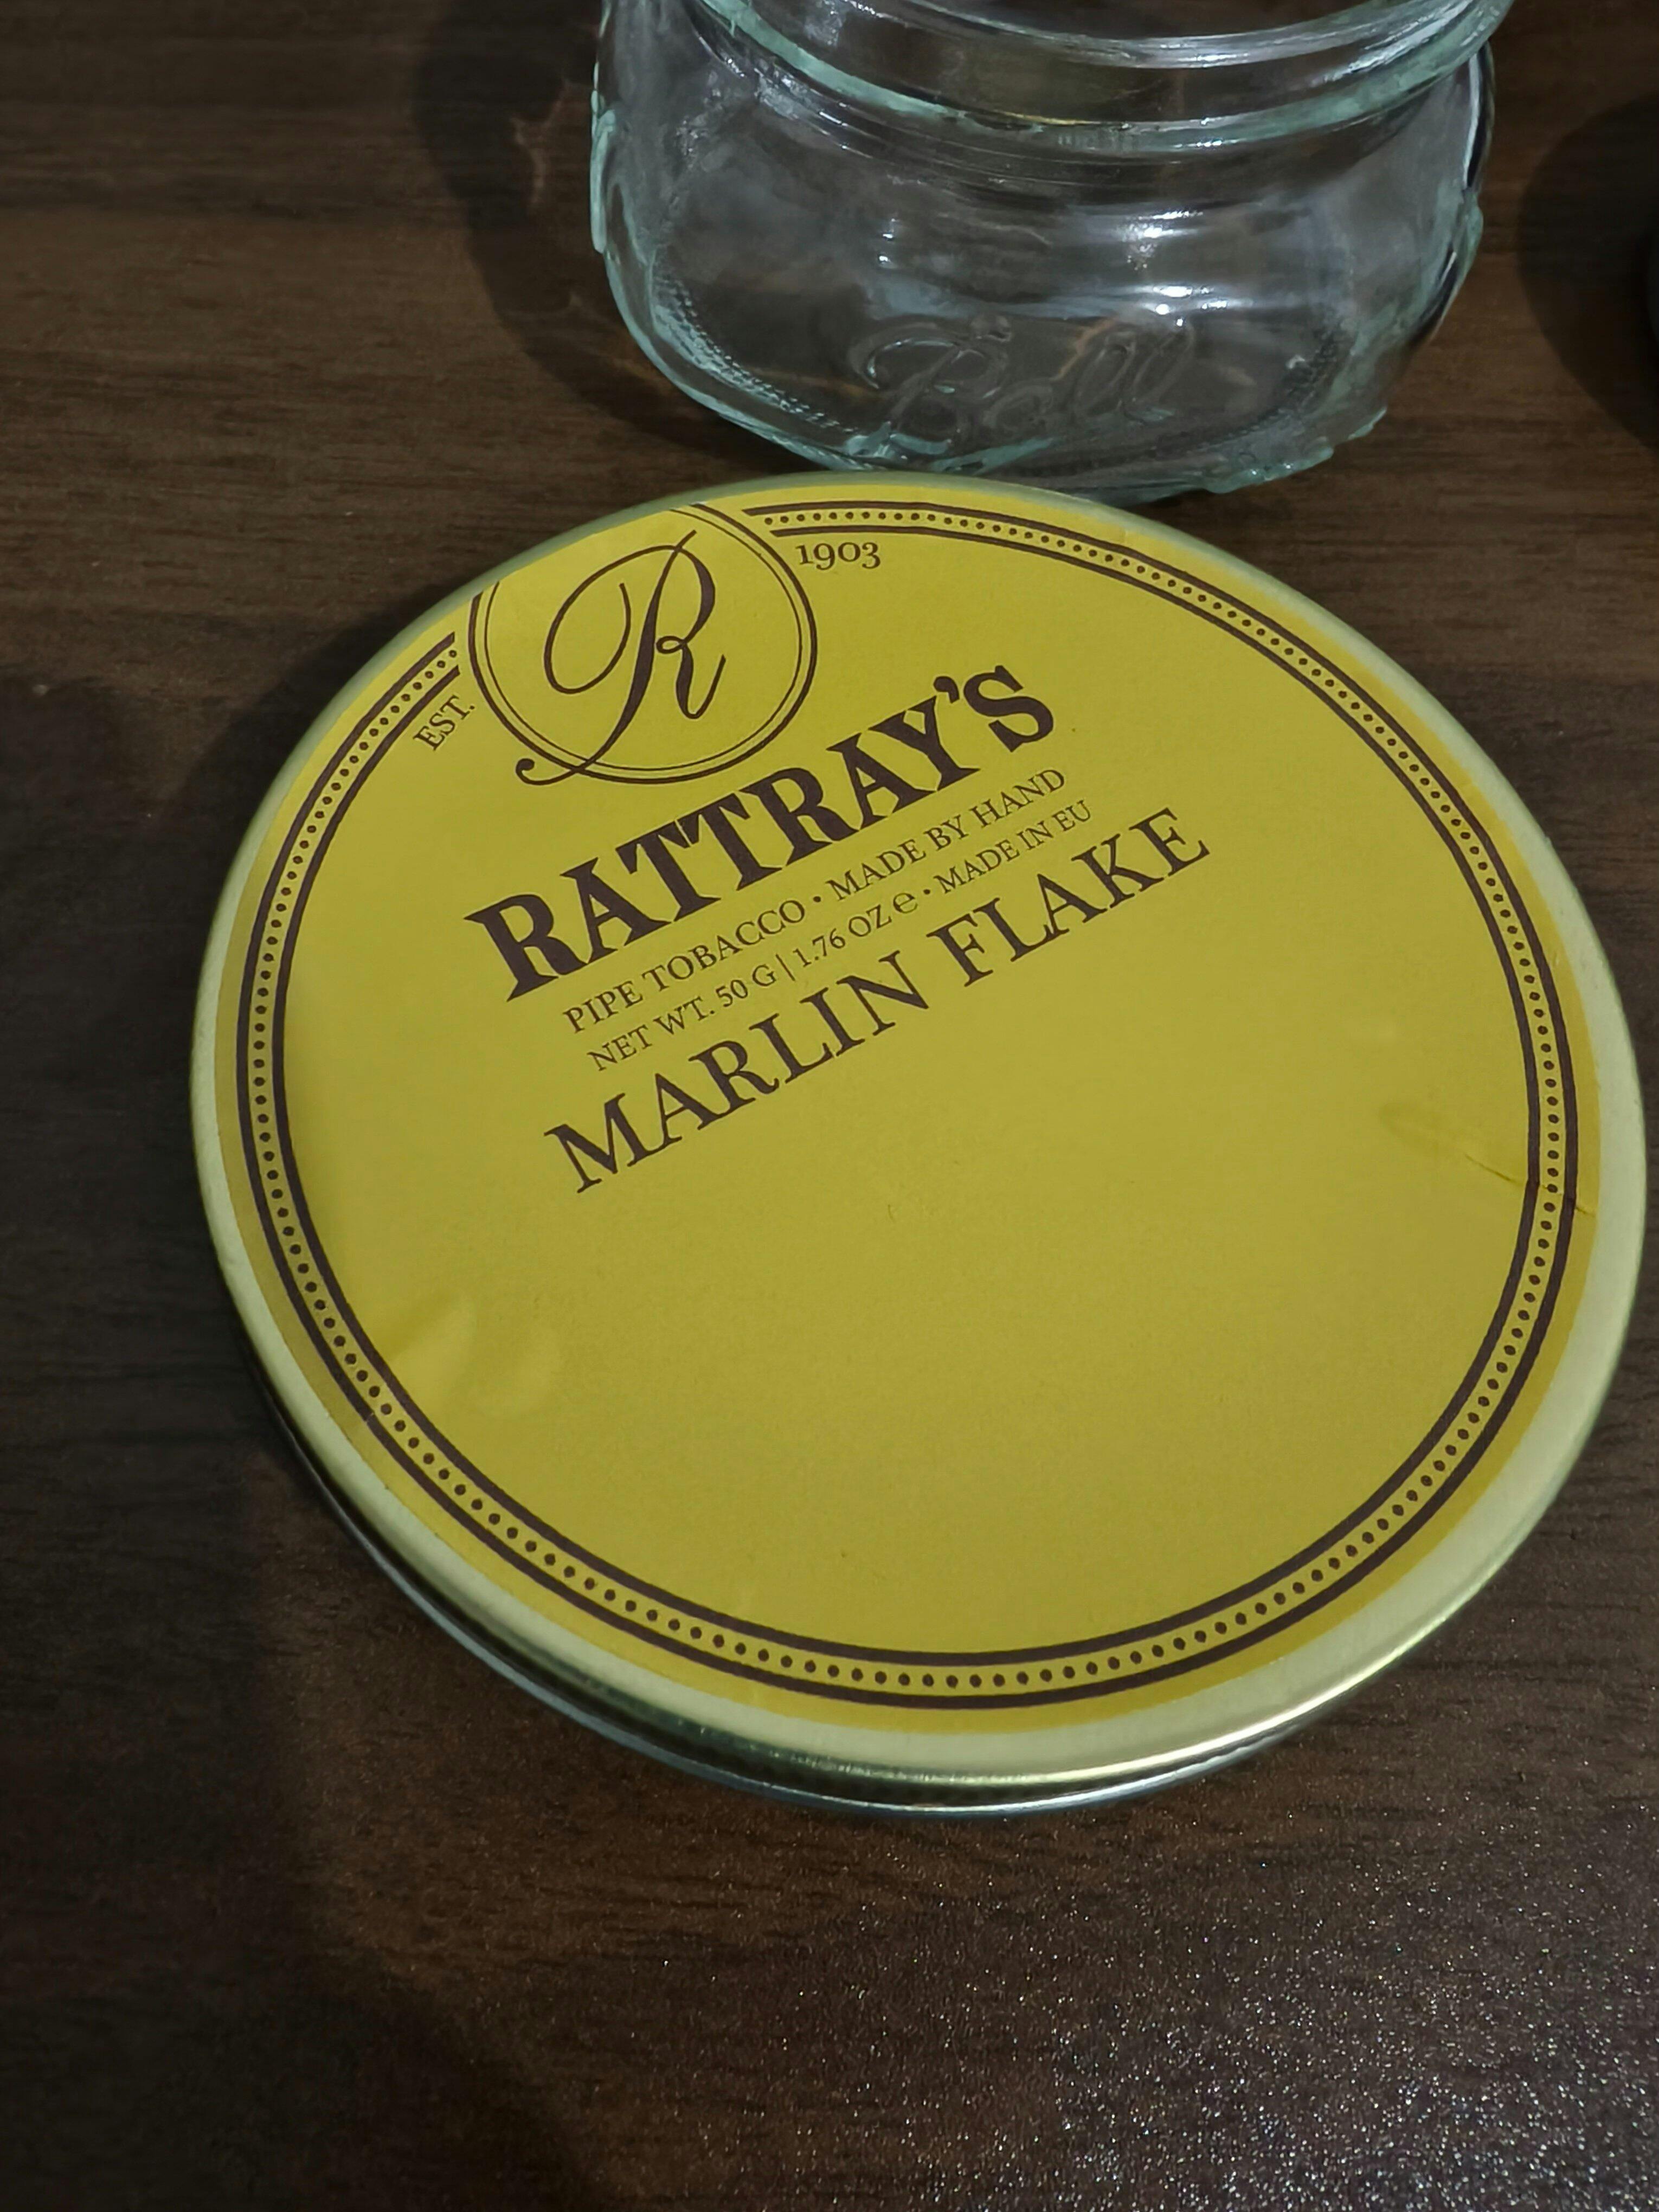 Ball
EST.
R
1903
RATTRAY'S
PIPE TOBACCO • MADE BY HAND
NET WT. 50 G | 1.76 OZ ℮ • MADE IN EU
MARLIN FLAKE